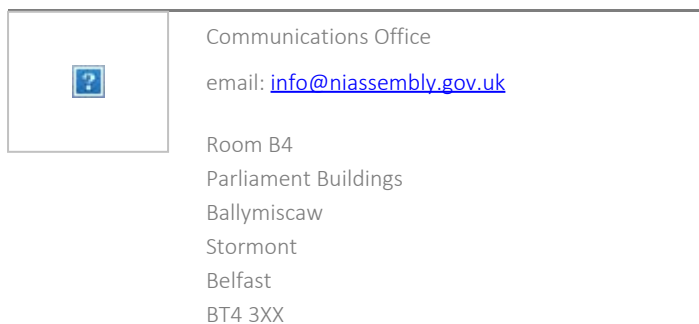 Communications Office
email: info@niassembly.gov.uk
Room B4
Parliament Buildings
Ballymiscaw
Stormont
Belfast
BT4 3XX